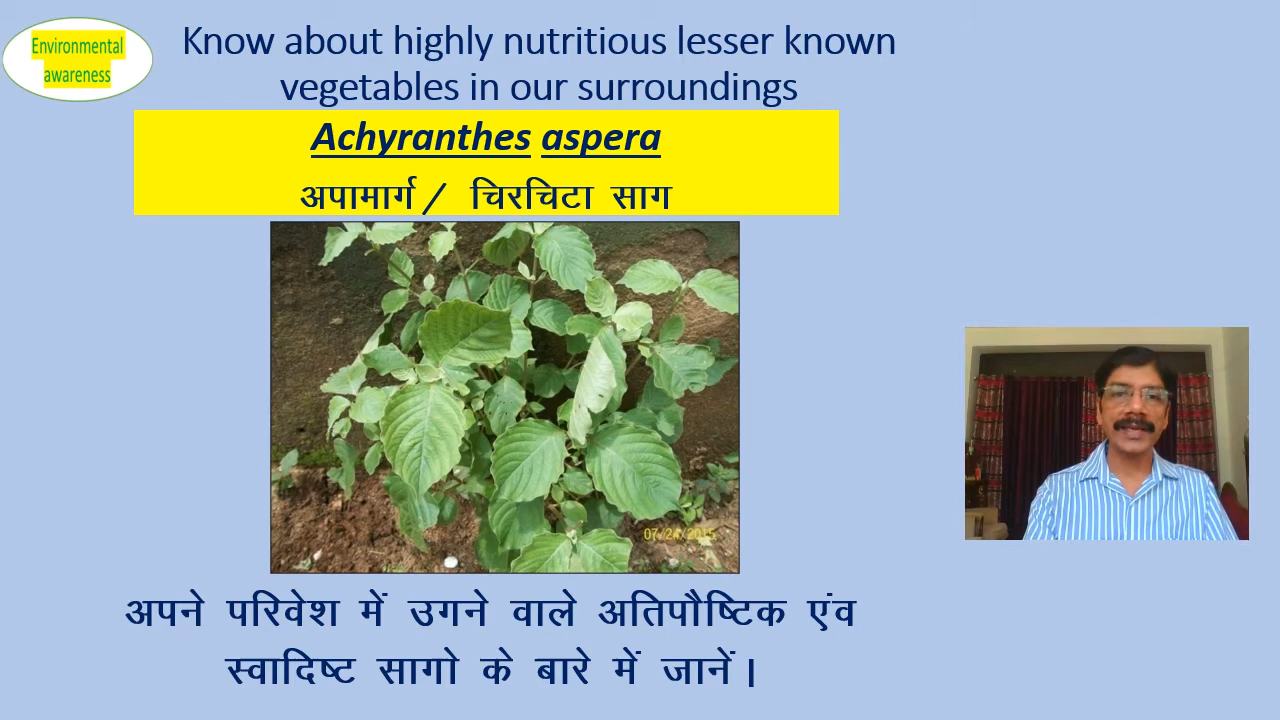 Environmental
awareness
Know about highly nutritious lesser known
vegetables in our surroundings
Achyranthes aspera
अपामार्ग / चिरचिटा साग
07/24/2015
अपने परिवेश में उगने वाले अतिपौष्टिक एंव
स्वादिष्ट सागो के बारे में जानें।